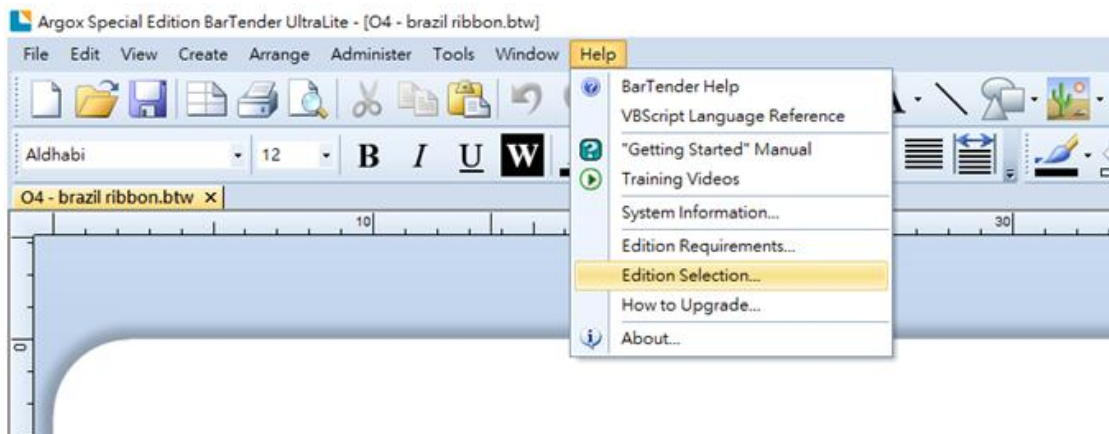 Argox Special Edition BarTender UltraLite - [O4 - brazil ribbon.btw]
File Edit View Create Arrange Administer Tools Window Help
BarTender Help
VBScript Language Reference
Aldhabi 12 B I U W
"Getting Started" Manual
Training Videos
O4 - brazil ribbon.btw ×
System Information...
10 30
Edition Requirements...
Edition Selection...
How to Upgrade...
About...
0